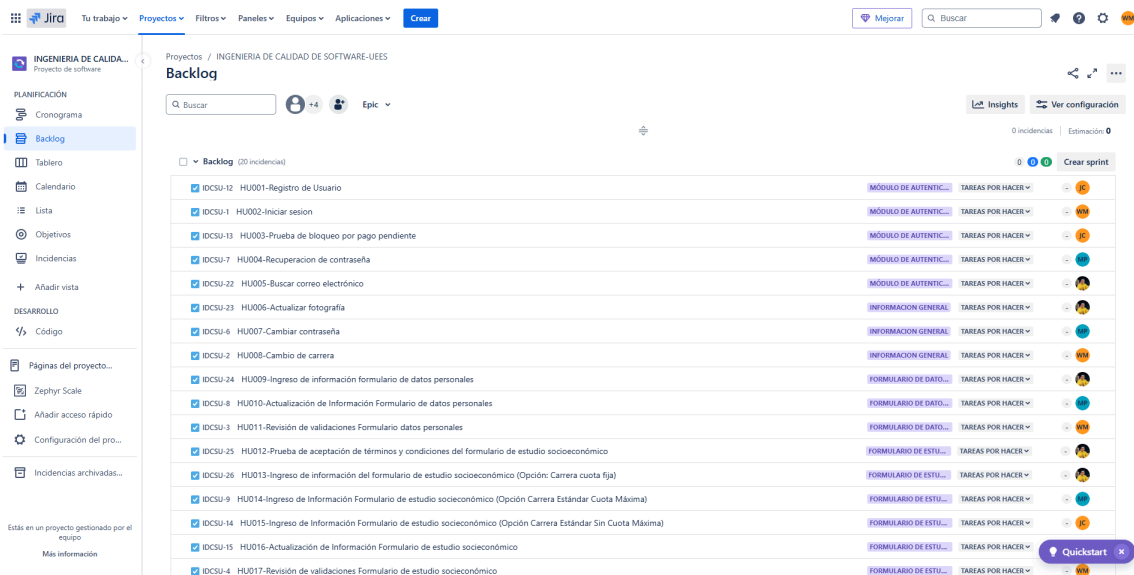 Jira Tu trabajo Proyectos Filtros Paneles Equipos Aplicaciones Crear Mejorar Buscar WM
INGENIERIA DE CALIDA...
Proyecto de software
PLANIFICACIÓN
Cronograma
Backlog
Tablero
Calendario
Lista
Objetivos
Incidencias
Añadir vista
DESARROLLO
Código
Páginas del proyecto...
Zephyr Scale
Añadir acceso rápido
Configuración del pro...
Incidencias archivadas...
Estás en un proyecto gestionado por el
equipo
Más información
Proyectos / INGENIERIA DE CALIDAD DE SOFTWARE-UEES
Backlog
Buscar +4 Epic Insights Ver configuración
0 incidencias Estimación: 0
Backlog (20 incidencias) 0 0 0 Crear sprint
IDCSU-12 HU001-Registro de Usuario MÓDULO DE AUTENTIC... TAREAS POR HACER - JC
IDCSU-1 HU002-Iniciar sesion MÓDULO DE AUTENTIC... TAREAS POR HACER - WM
IDCSU-13 HU003-Prueba de bloqueo por pago pendiente MÓDULO DE AUTENTIC... TAREAS POR HACER - JC
IDCSU-7 HU004-Recuperacion de contraseña MÓDULO DE AUTENTIC... TAREAS POR HACER - MP
IDCSU-22 HU005-Buscar correo electrónico MÓDULO DE AUTENTIC... TAREAS POR HACER -
IDCSU-23 HU006-Actualizar fotografía INFORMACION GENERAL TAREAS POR HACER -
IDCSU-6 HU007-Cambiar contraseña INFORMACION GENERAL TAREAS POR HACER - MP
IDCSU-2 HU008-Cambio de carrera INFORMACION GENERAL TAREAS POR HACER - WM
IDCSU-24 HU009-Ingreso de información formulario de datos personales FORMULARIO DE DATO... TAREAS POR HACER -
IDCSU-8 HU010-Actualización de Información Formulario de datos personales FORMULARIO DE DATO... TAREAS POR HACER - MP
IDCSU-3 HU011-Revisión de validaciones Formulario datos personales FORMULARIO DE DATO... TAREAS POR HACER - WM
IDCSU-25 HU012-Prueba de aceptación de términos y condiciones del formulario de estudio socioeconómico FORMULARIO DE ESTU... TAREAS POR HACER -
IDCSU-26 HU013-Ingreso de información del formulario de estudio socioeconómico (Opción: Carrera cuota fija) FORMULARIO DE ESTU... TAREAS POR HACER -
IDCSU-9 HU014-Ingreso de Información Formulario de estudio socieconómico (Opción Carrera Estándar Cuota Máxima) FORMULARIO DE ESTU... TAREAS POR HACER - MP
IDCSU-14 HU015-Ingreso de Información Formulario de estudio socieconómico (Opción Carrera Estándar Sin Cuota Máxima) FORMULARIO DE ESTU... TAREAS POR HACER - JC
IDCSU-15 HU016-Actualización de Información Formulario de estudio socieconómico FORMULARIO DE ESTU... TAREAS POR HACER
IDCSU-4 HU017-Revisión de validaciones Formulario de estudio socieconómico FORMULARIO DE ESTU... TAREAS POR HACER - WM
Quickstart